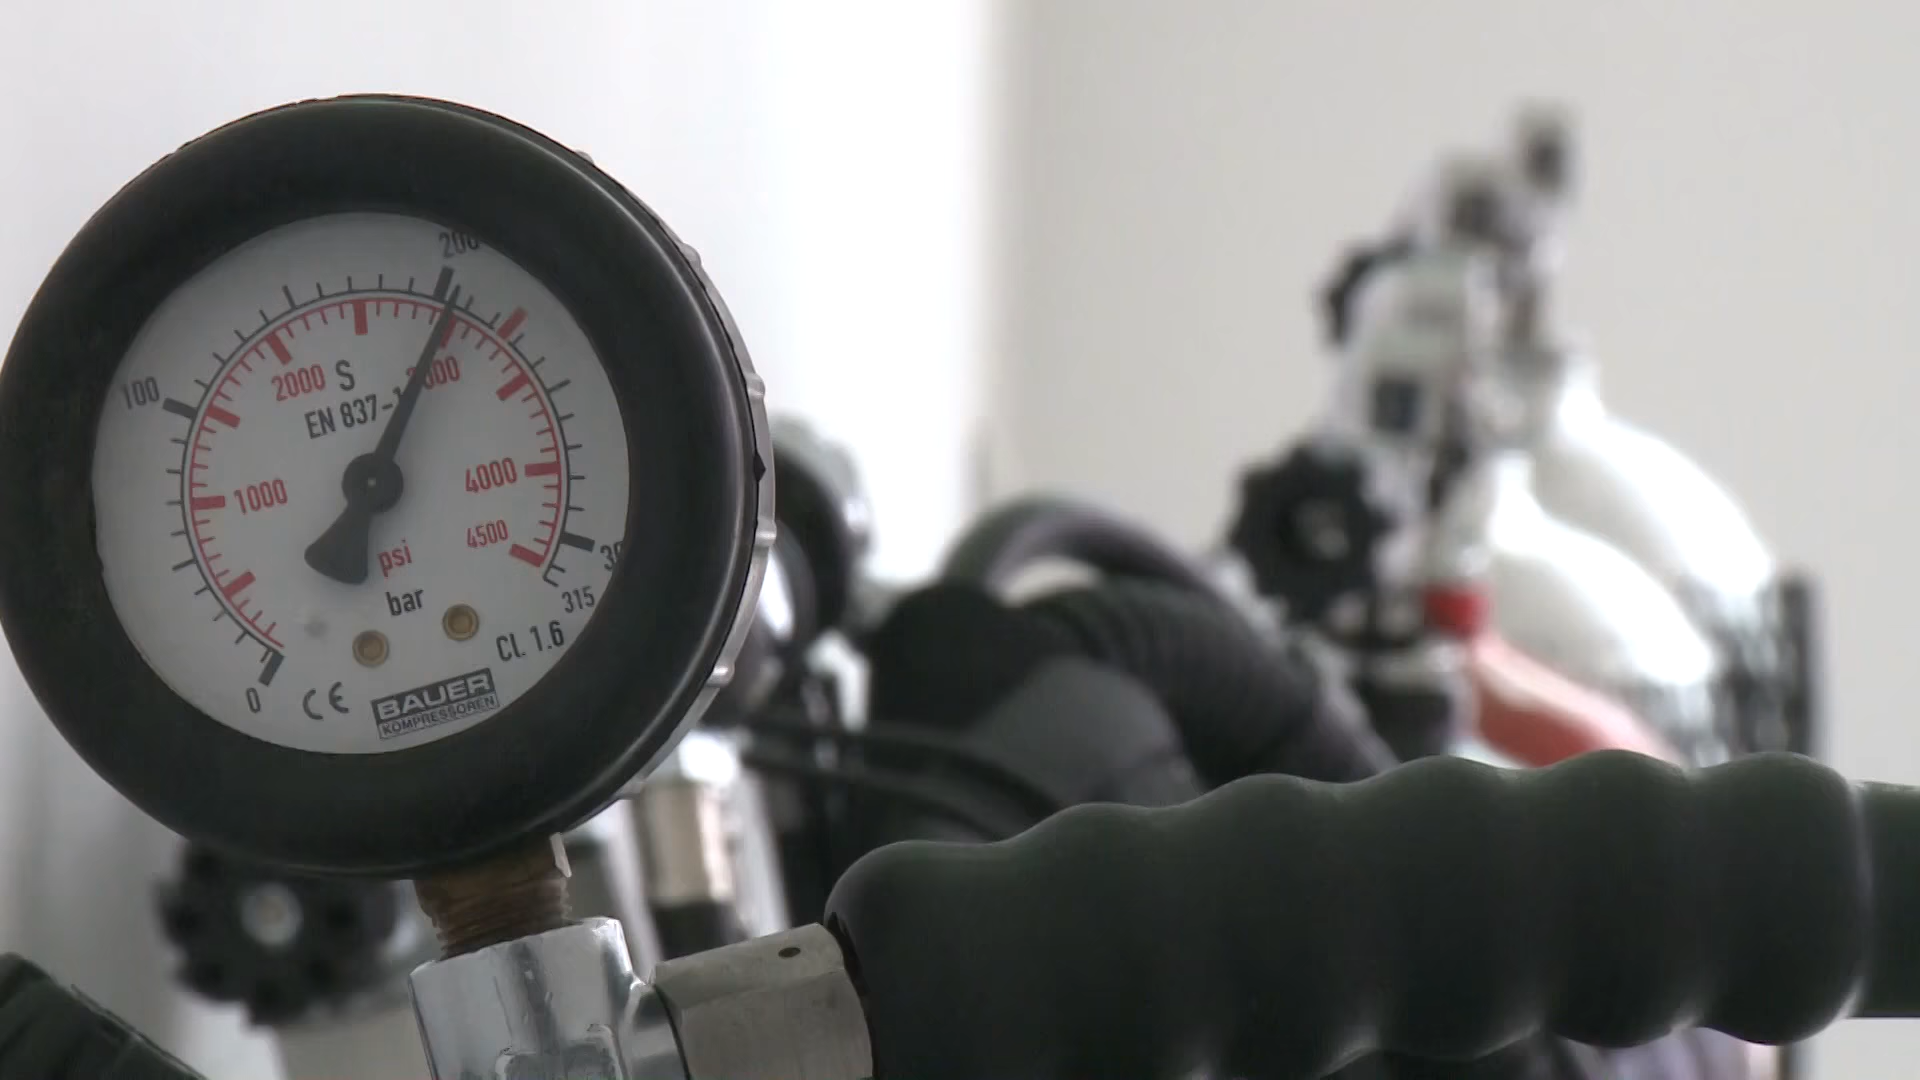 200
100
2000 S
3000
EN 837-1
1000
4000
4500
psi
bar
315
CL. 1.6
0
CE
BAUER
KOMPRESSOREN